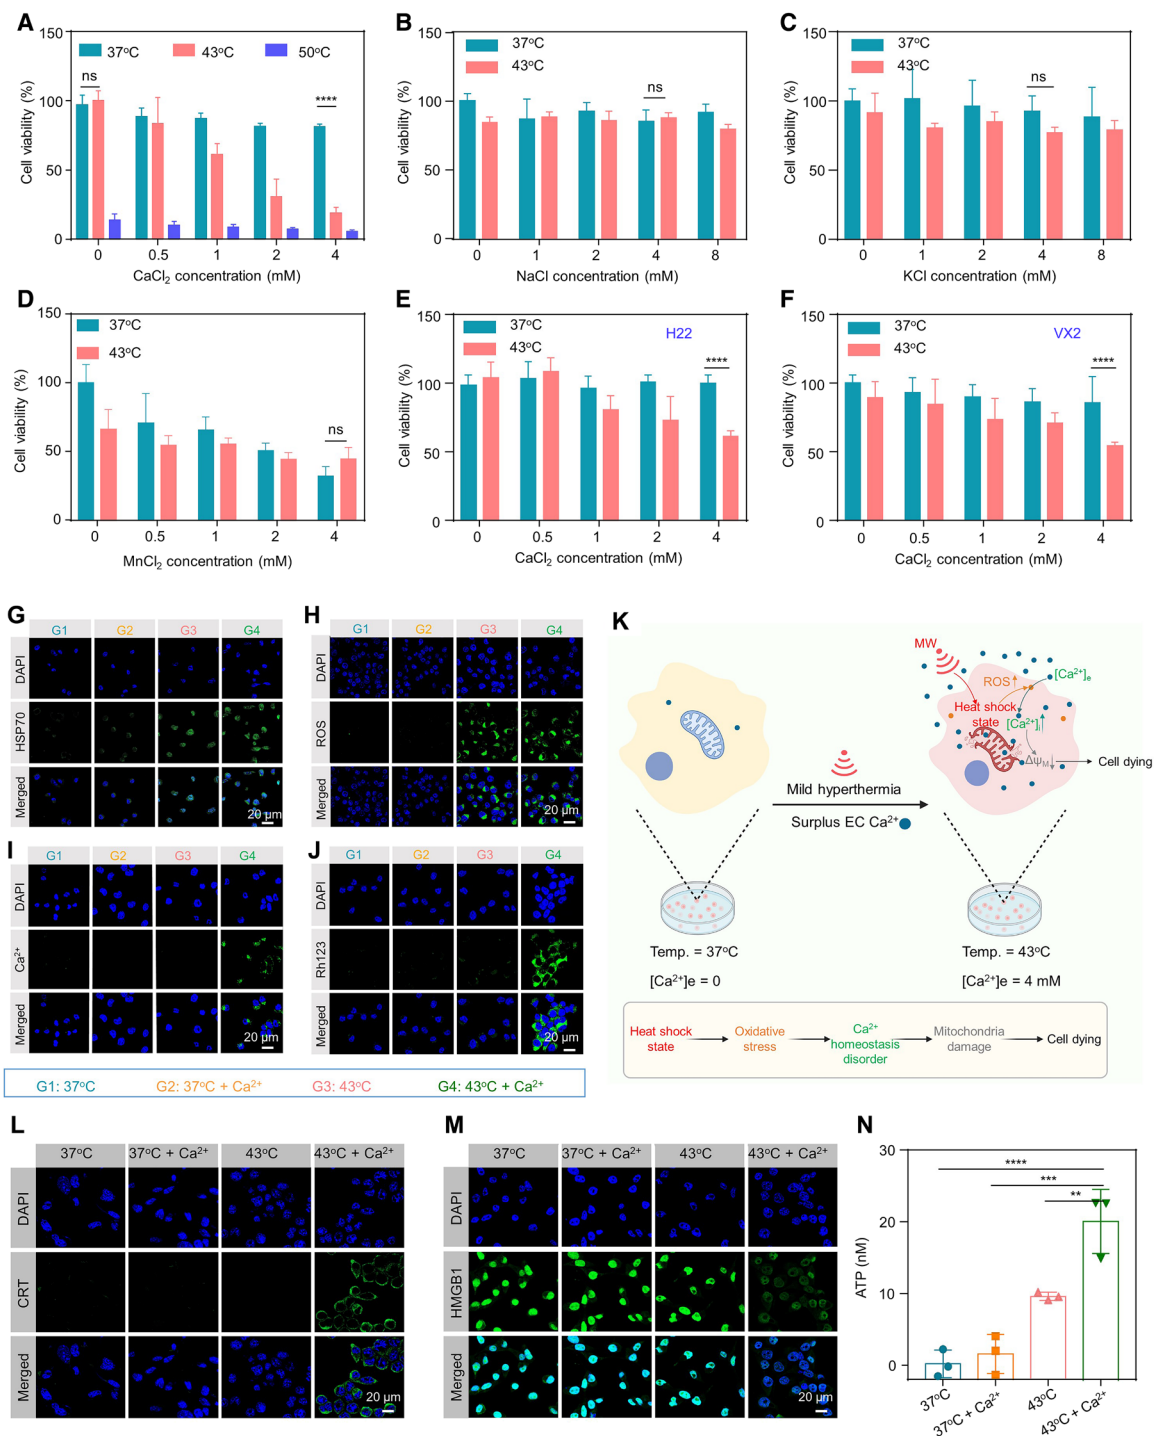 A
150
100
50
0
Cell viability (%)
37°C
43°C
50°C
ns
****
0
0.5
1
2
4
CaCl₂ concentration (mM)
B
150
100
50
0
Cell viability (%)
37°C
43°C
ns
0
1
2
4
8
NaCl concentration (mM)
C
150
100
50
0
Cell viability (%)
37°C
43°C
ns
0
1
2
4
8
KCl concentration (mM)
D
150
100
50
0
Cell viability (%)
37°C
43°C
ns
0
0.5
1
2
4
MnCl₂ concentration (mM)
E
150
100
50
0
Cell viability (%)
37°C
43°C
H22
****
0
0.5
1
2
4
CaCl₂ concentration (mM)
F
150
100
50
0
Cell viability (%)
37°C
43°C
VX2
****
0
0.5
1
2
4
CaCl₂ concentration (mM)
G
G1
G2
G3
G4
DAPI
HSP70
Merged
20 μm
H
G1
G2
G3
G4
DAPI
ROS
Merged
20 μm
I
G1
G2
G3
G4
DAPI
Ca²⁺
Merged
20 μm
J
G1
G2
G3
G4
DAPI
Rh123
Merged
20 μm
G1: 37°C
G2: 37°C + Ca²⁺
G3: 43°C
G4: 43°C + Ca²⁺
K
MW
ROS↑
[Ca²⁺]e
Heat shock
state
[Ca²⁺]i↑
ΔΨM↓
Cell dying
Mild hyperthermia
Surplus EC Ca²⁺
Temp. = 37°C
[Ca²⁺]e = 0
Temp. = 43°C
[Ca²⁺]e = 4 mM
Heat shock
state
Oxidative
stress
Ca²⁺
homeostasis
disorder
Mitochondria
damage
Cell dying
L
37°C
37°C + Ca²⁺
43°C
43°C + Ca²⁺
DAPI
CRT
Merged
20 μm
M
37°C
37°C + Ca²⁺
43°C
43°C + Ca²⁺
DAPI
HMGB1
Merged
20 μm
N
30
20
10
0
ATP (nM)
****
***
**
37°C
37°C + Ca²⁺
43°C
43°C + Ca²⁺